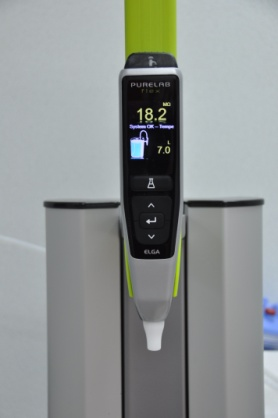 PURELAB
flex
MΩ
18.2
System OK - Tempe
L
7.0
ELGA